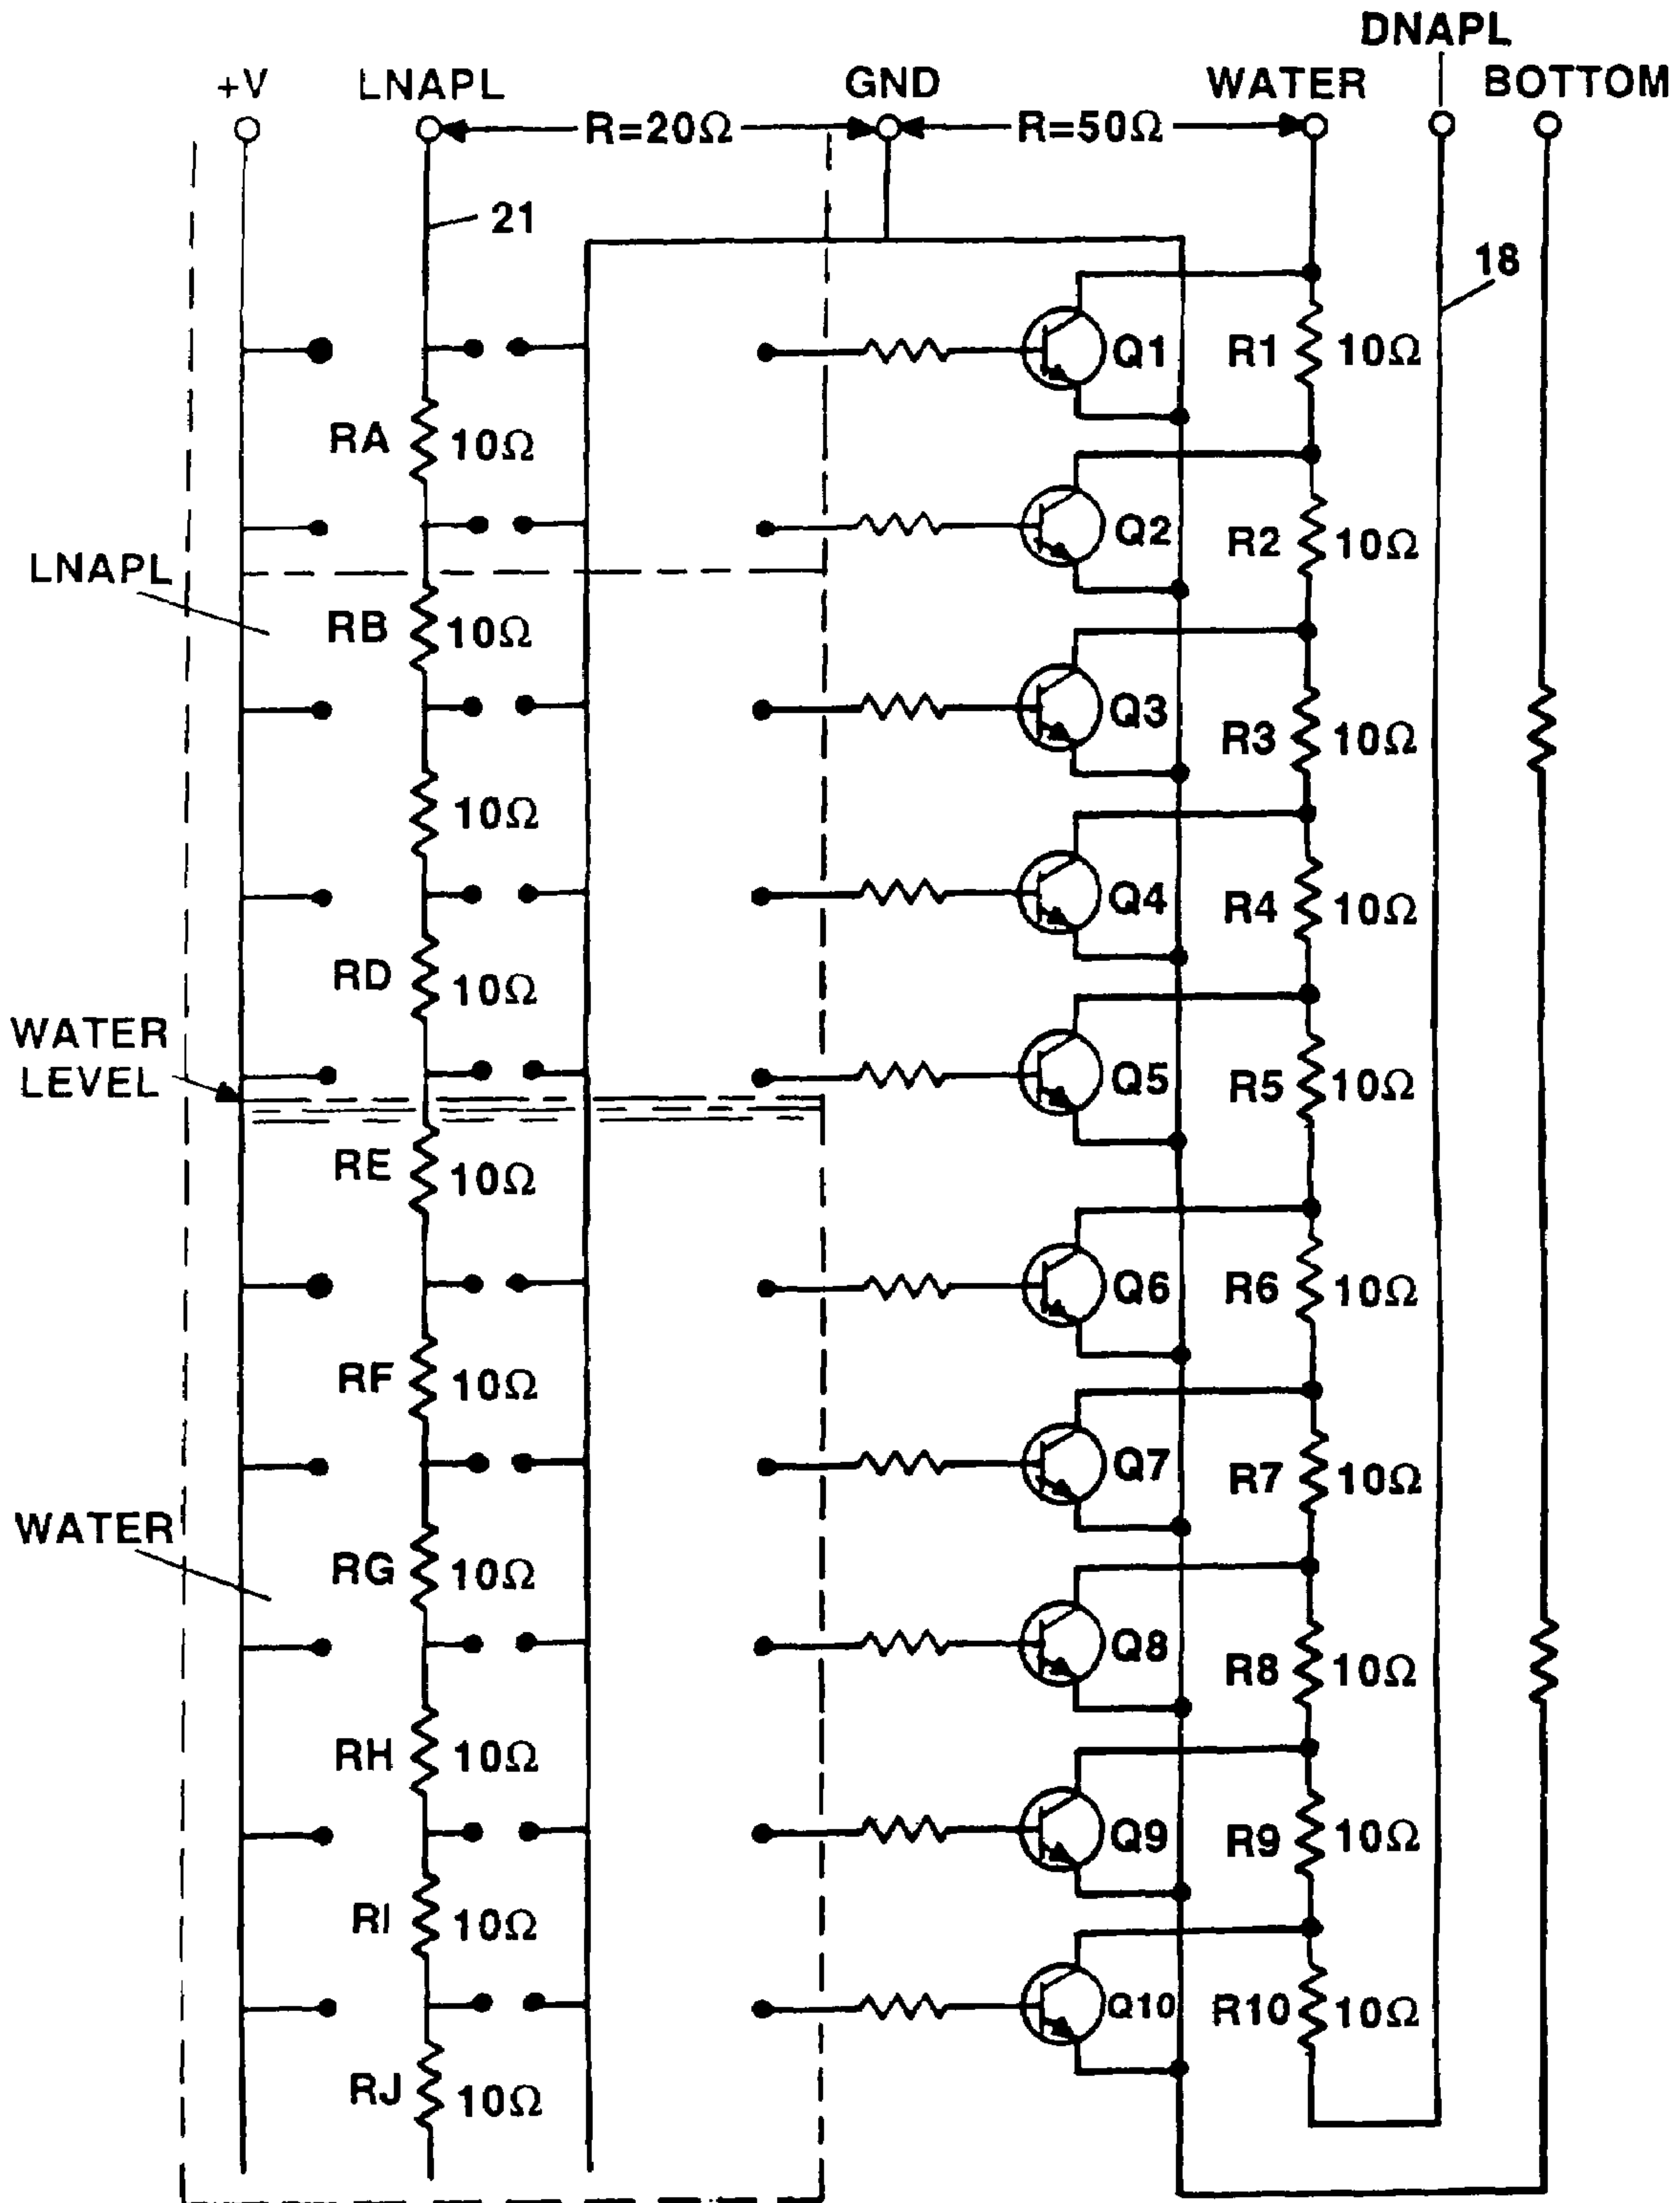 DNAPL
+V LNAPL GND WATER BOTTOM
R=20Ω R=50Ω
21
18
Q1 R1 10Ω
RA 10Ω
Q2 R2 10Ω
LNAPL
RB 10Ω
Q3 R3 10Ω
10Ω
Q4 R4 10Ω
RD 10Ω
WATER
LEVEL
Q5 R5 10Ω
RE 10Ω
Q6 R6 10Ω
RF 10Ω
Q7 R7 10Ω
WATER
RG 10Ω
Q8 R8 10Ω
RH 10Ω
Q9 R9 10Ω
RI 10Ω
Q10 R10 10Ω
RJ 10Ω